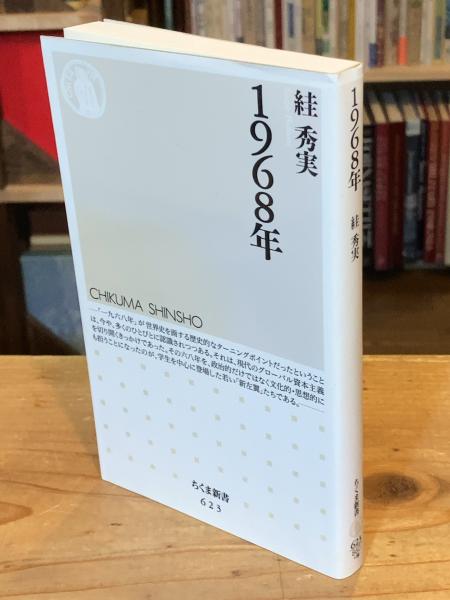 絓 秀実
1968年
CHIKUMA SHINSHO
──「一九六八年」が世界史を画する歴史的なターニングポイントだったということ
は、今や、多くのひとびとに認識されつつある。それは、現代のグローバル資本主義
を切り開くきっかけであった。その六八年を、政治的だけではなく文化的・思想的に
も担うことになったのが、学生を中心に登場した若い「新左翼」たちである。──
ちくま新書
623
1968年
絓 秀実
ちくま新書
623